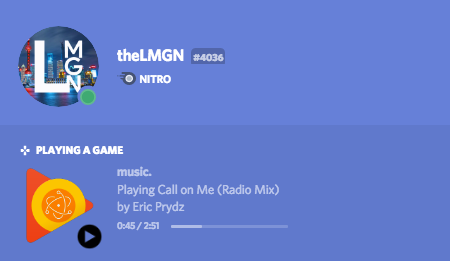 LMGN
theLMGN #4036
NITRO
PLAYING A GAME
music.
Playing Call on Me (Radio Mix)
by Eric Prydz
0:45 / 2:51